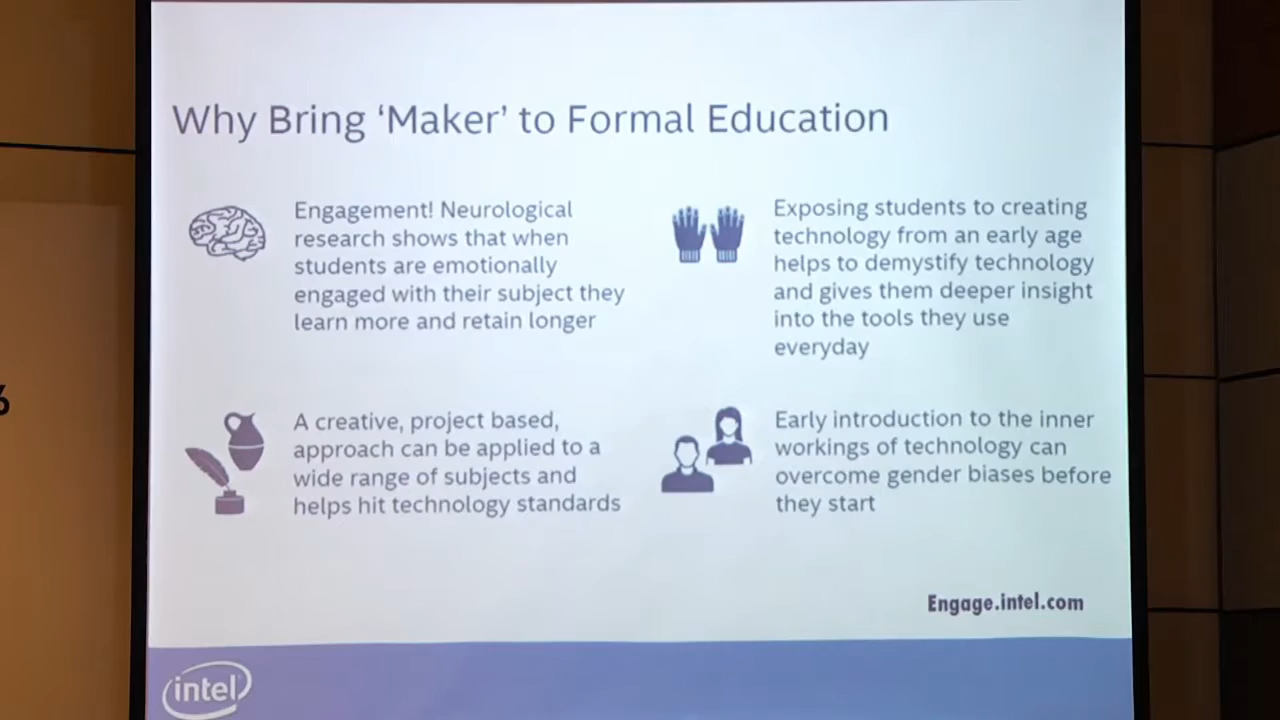 Why Bring ‘Maker’ to Formal Education
Engagement! Neurological
research shows that when
students are emotionally
engaged with their subject they
learn more and retain longer
Exposing students to creating
technology from an early age
helps to demystify technology
and gives them deeper insight
into the tools they use
everyday
A creative, project based,
approach can be applied to a
wide range of subjects and
helps hit technology standards
Early introduction to the inner
workings of technology can
overcome gender biases before
they start
Engage.intel.com
intel
6